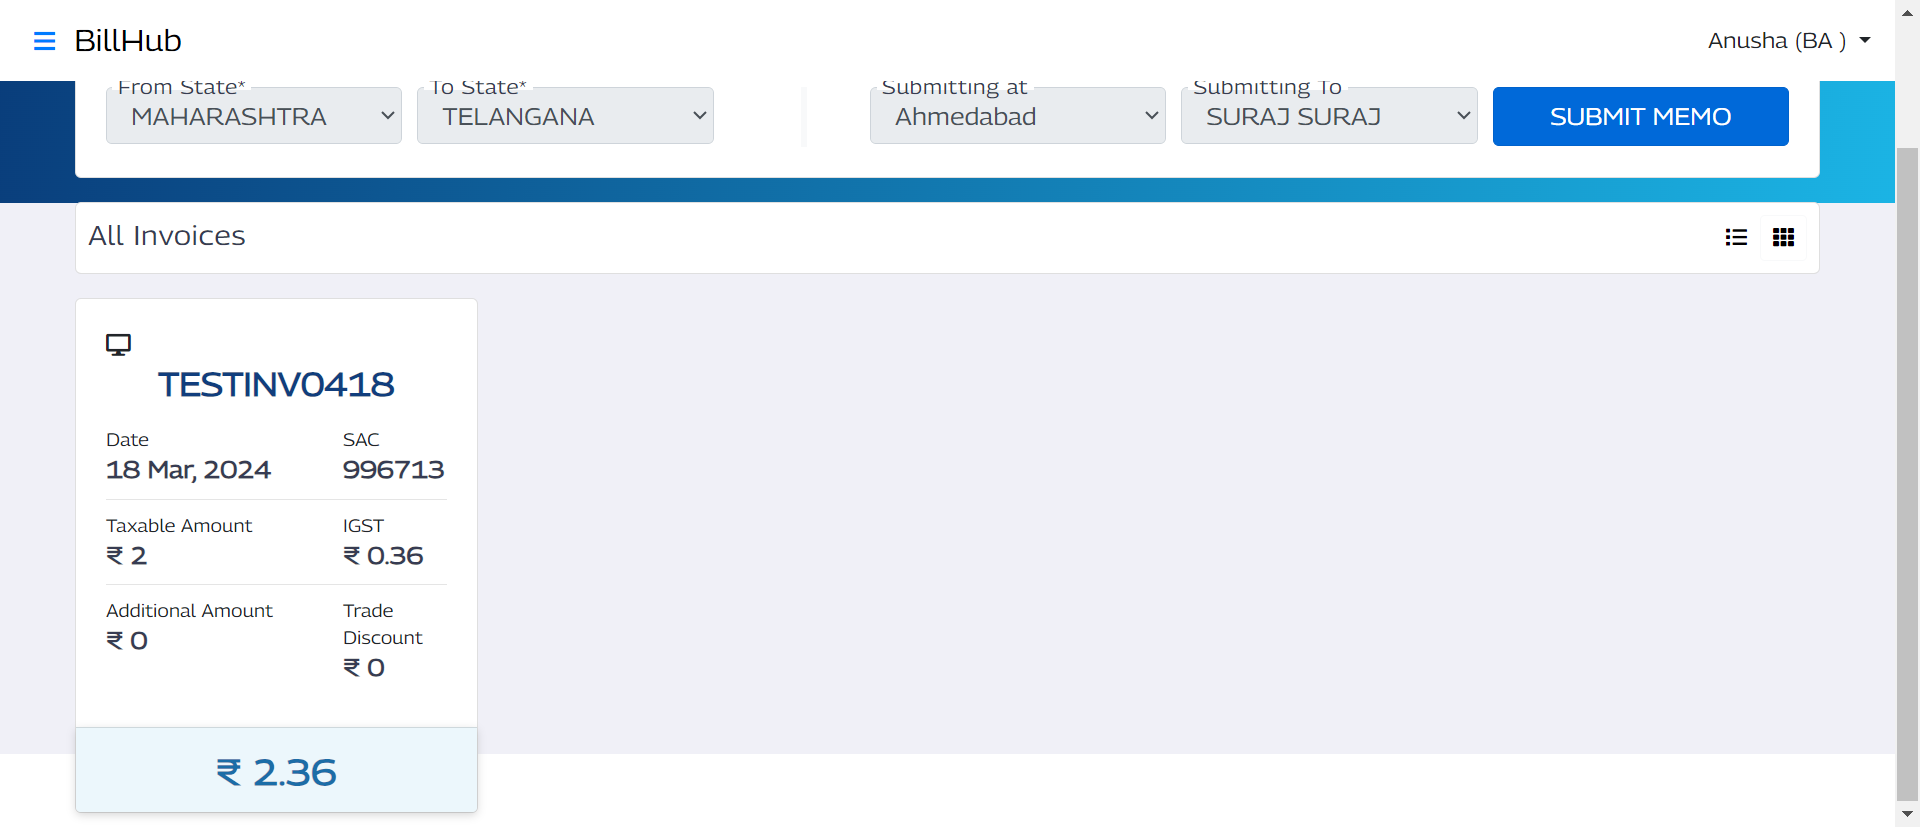 BillHub
Anusha (BA )
From State*
To State*
Submitting at
Submitting To
MAHARASHTRA
TELANGANA
Ahmedabad
SURAJ SURAJ
SUBMIT MEMO
All Invoices
TESTINV0418
Date
SAC
18 Mar, 2024
996713
Taxable Amount
IGST
₹ 2
₹ 0.36
Additional Amount
₹ 0
Trade
Discount
₹ 0
₹ 2.36